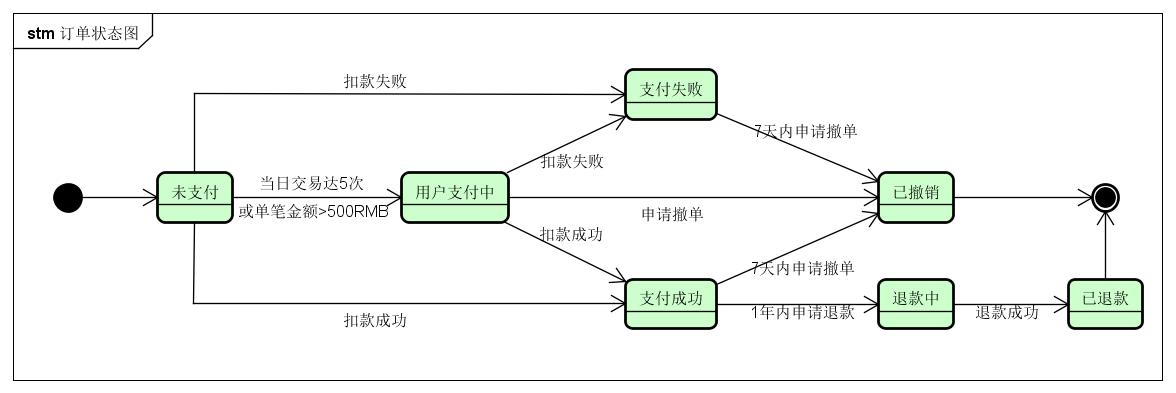 stm 订单状态图
扣款失败
支付失败
7天内申请撤单
扣款失败
未支付
当日交易达5次
或单笔金额>500RMB
用户支付中
申请撤单
已撤销
扣款成功
7天内申请撤单
支付成功
1年内申请退款
退款中
退款成功
已退款
扣款成功